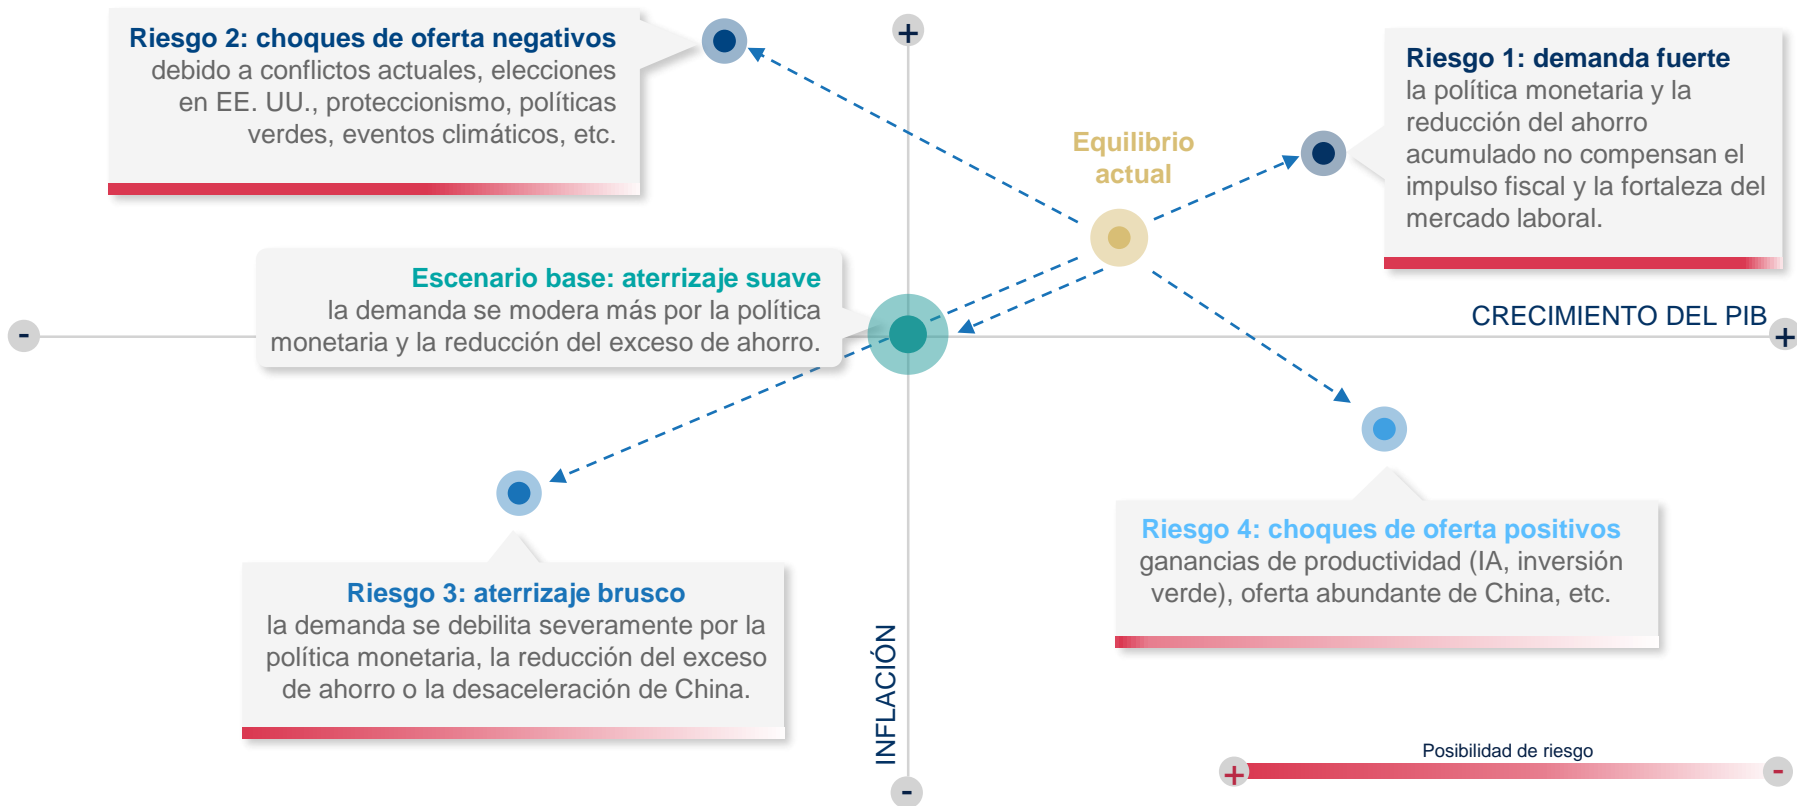 Riesgo 2: choques de oferta negativos
debido a conflictos actuales, elecciones
en EE. UU., proteccionismo, políticas
verdes, eventos climáticos, etc.
+
Riesgo 1: demanda fuerte
la política monetaria y la
reducción del ahorro
acumulado no compensan el
impulso fiscal y la fortaleza del
mercado laboral.
Equilibrio
actual
Escenario base: aterrizaje suave
la demanda se modera más por la política
monetaria y la reducción del exceso de ahorro.
CRECIMIENTO DEL PIB
-
+
Riesgo 3: aterrizaje brusco
la demanda se debilita severamente por la
política monetaria, la reducción del exceso
de ahorro o la desaceleración de China.
Riesgo 4: choques de oferta positivos
ganancias de productividad (IA, inversión
verde), oferta abundante de China, etc.
INFLACIÓN
-
Posibilidad de riesgo
+
-